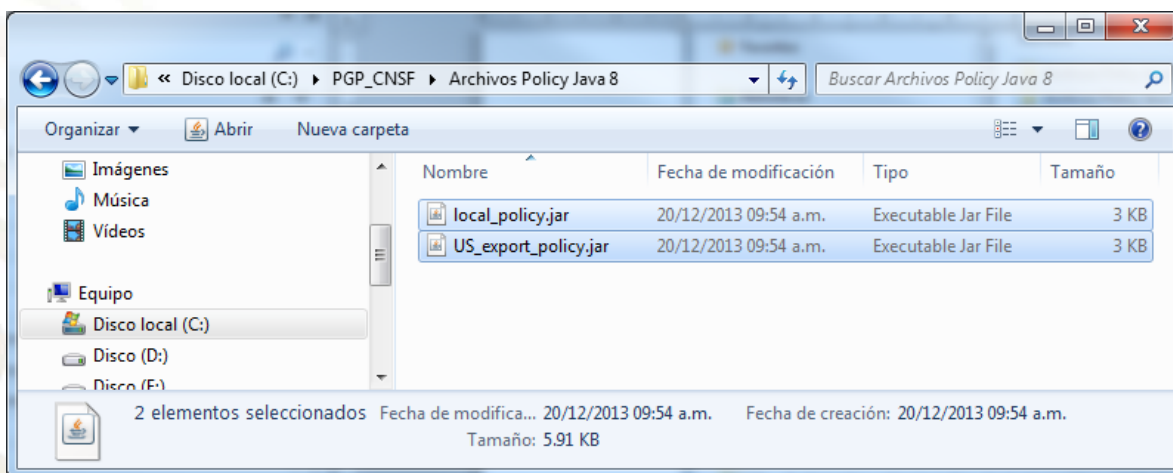 « Disco local (C:) ▸ PGP_CNSF ▸ Archivos Policy Java 8 Buscar Archivos Policy Java 8
Organizar Abrir Nueva carpeta
Imágenes
Música
Vídeos
Equipo
Disco local (C:)
Disco (D:)
Disco (E:)
Nombre Fecha de modificación Tipo Tamaño
local_policy.jar 20/12/2013 09:54 a.m. Executable Jar File 3 KB
US_export_policy.jar 20/12/2013 09:54 a.m. Executable Jar File 3 KB
2 elementos seleccionados Fecha de modifica... 20/12/2013 09:54 a.m. Fecha de creación: 20/12/2013 09:54 a.m.
Tamaño: 5.91 KB